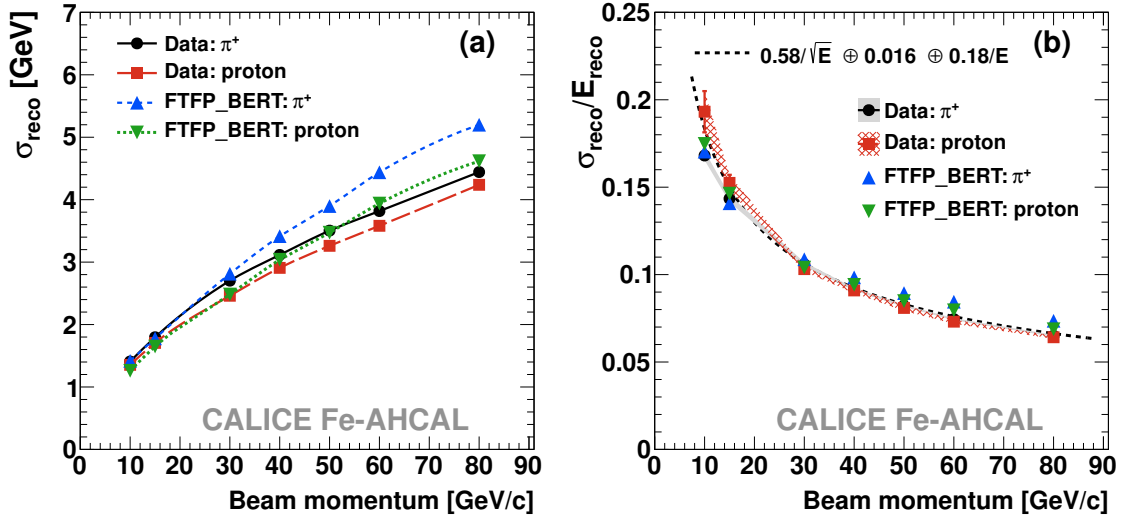 σreco [GeV]
7
6
5
4
3
2
1
0
(a)
Data: π+
Data: proton
FTFP_BERT: π+
FTFP_BERT: proton
CALICE Fe-AHCAL
0 10 20 30 40 50 60 70 80 90
Beam momentum [GeV/c]
σreco/Ereco
0.25
0.2
0.15
0.1
0.05
0
(b)
0.58/√E ⊕ 0.016 ⊕ 0.18/E
Data: π+
Data: proton
FTFP_BERT: π+
FTFP_BERT: proton
CALICE Fe-AHCAL
0 10 20 30 40 50 60 70 80 90
Beam momentum [GeV/c]